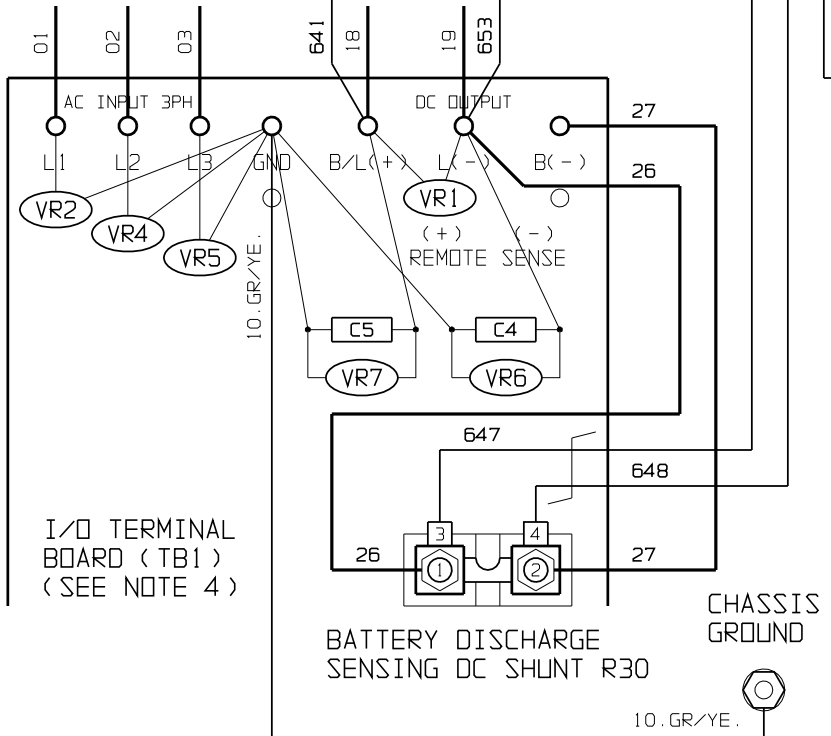 01 02 03 641 18 19 653
AC INPUT 3PH DC OUTPUT 27
L1 L2 L3 GND B/L(+) L(-) B(-) 26
VR2 VR4 VR5 VR1
(+) (-)
REMOTE SENSE
10.GR/YE.
C5 C4
VR7 VR6
647
648
I/O TERMINAL
BOARD (TB1)
(SEE NOTE 4)
3 4
26 1 2 27
BATTERY DISCHARGE
SENSING DC SHUNT R30
CHASSIS
GROUND
10.GR/YE.